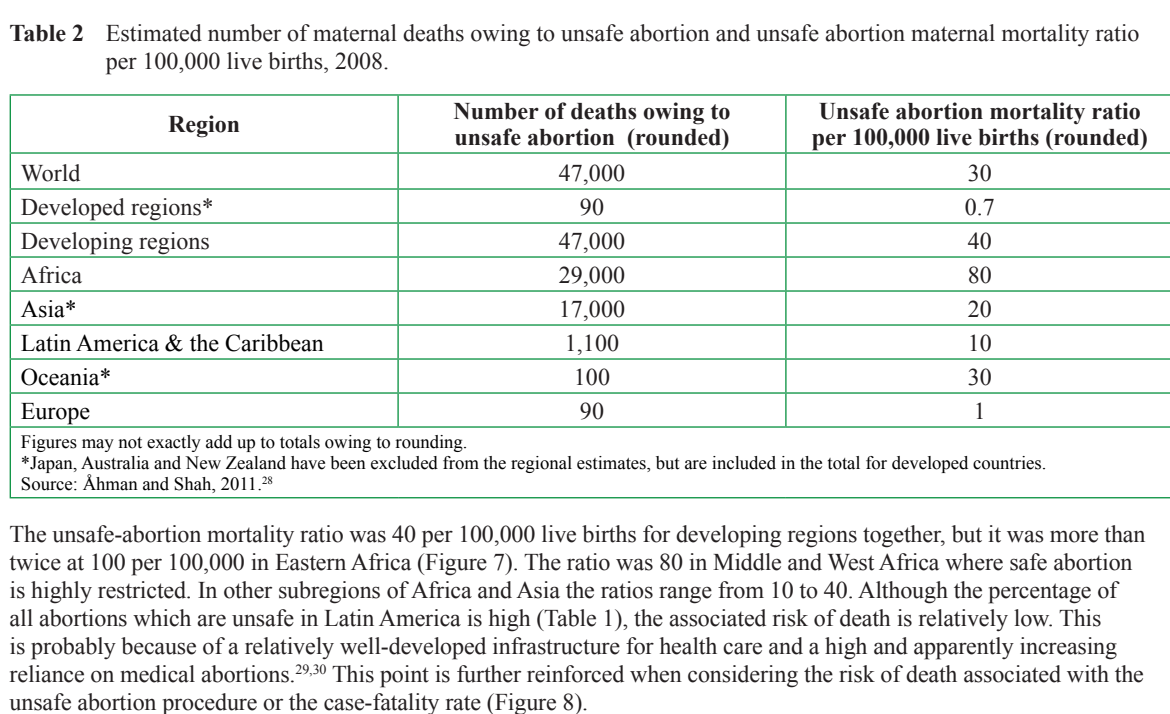 Table 2 Estimated number of maternal deaths owing to unsafe abortion and unsafe abortion maternal mortality ratio
per 100,000 live births, 2008.
Region Number of deaths owing to unsafe abortion (rounded) Unsafe abortion mortality ratio per 100,000 live births (rounded)
World 47,000 30
Developed regions* 90 0.7
Developing regions 47,000 40
Africa 29,000 80
Asia* 17,000 20
Latin America & the Caribbean 1,100 10
Oceania* 100 30
Europe 90 1
Figures may not exactly add up to totals owing to rounding.
*Japan, Australia and New Zealand have been excluded from the regional estimates, but are included in the total for developed countries.
Source: Åhman and Shah, 2011.28
The unsafe-abortion mortality ratio was 40 per 100,000 live births for developing regions together, but it was more than
twice at 100 per 100,000 in Eastern Africa (Figure 7). The ratio was 80 in Middle and West Africa where safe abortion
is highly restricted. In other subregions of Africa and Asia the ratios range from 10 to 40. Although the percentage of
all abortions which are unsafe in Latin America is high (Table 1), the associated risk of death is relatively low. This
is probably because of a relatively well-developed infrastructure for health care and a high and apparently increasing
reliance on medical abortions.29,30 This point is further reinforced when considering the risk of death associated with the
unsafe abortion procedure or the case-fatality rate (Figure 8).